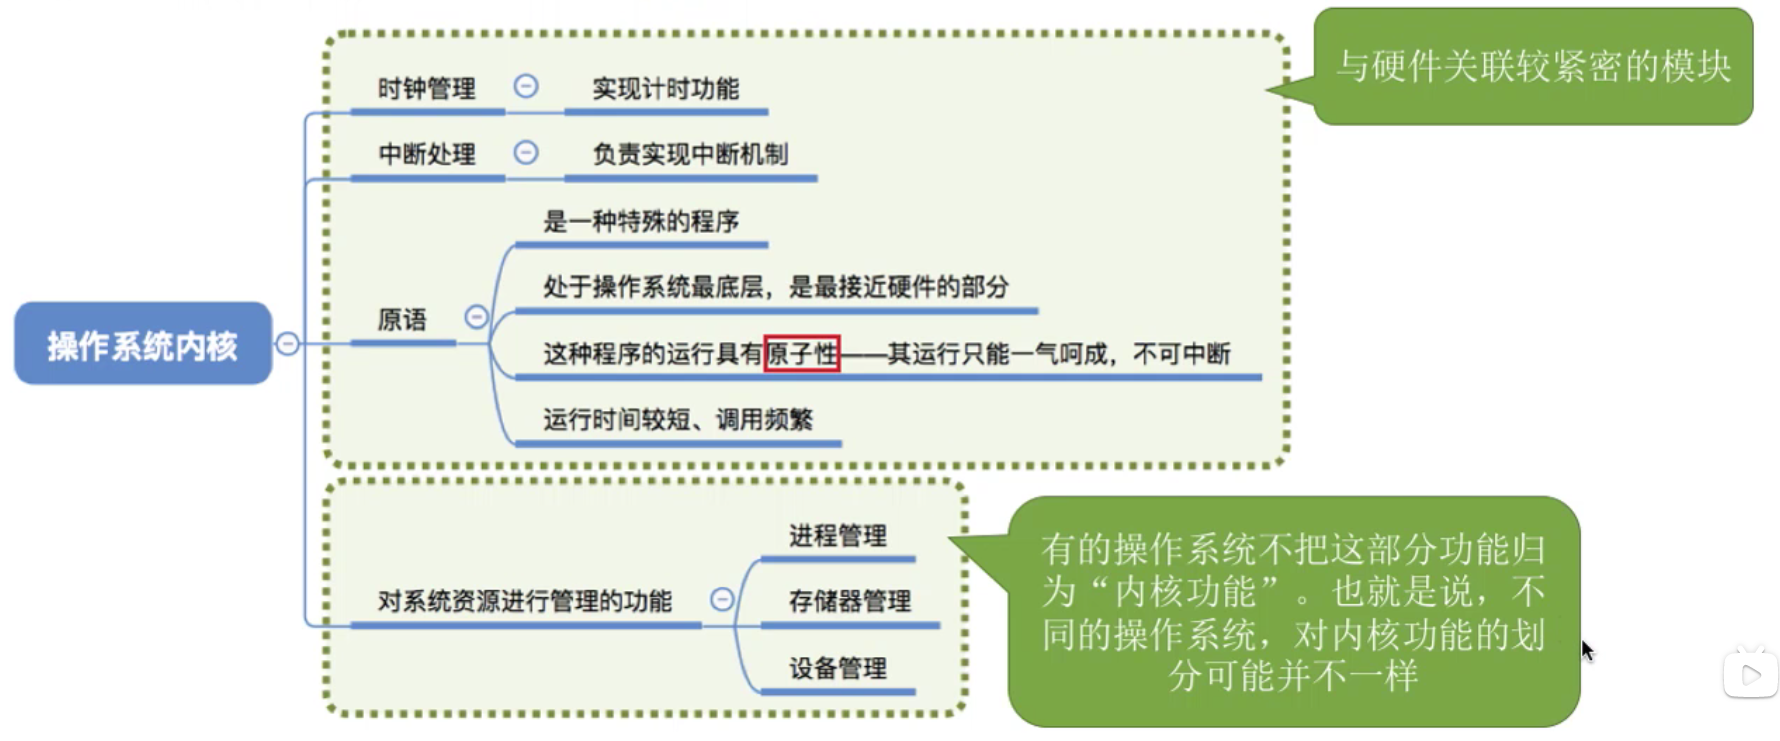 与硬件关联较紧密的模块
时钟管理
实现计时功能
中断处理
负责实现中断机制
是一种特殊的程序
处于操作系统最底层，是最接近硬件的部分
原语
这种程序的运行具有原子性——其运行只能一气呵成，不可中断
运行时间较短、调用频繁
操作系统内核
进程管理
对系统资源进行管理的功能
存储器管理
设备管理
有的操作系统不把这部分功能归
为“内核功能”。也就是说，不
同的操作系统，对内核功能的划
分可能并不一样